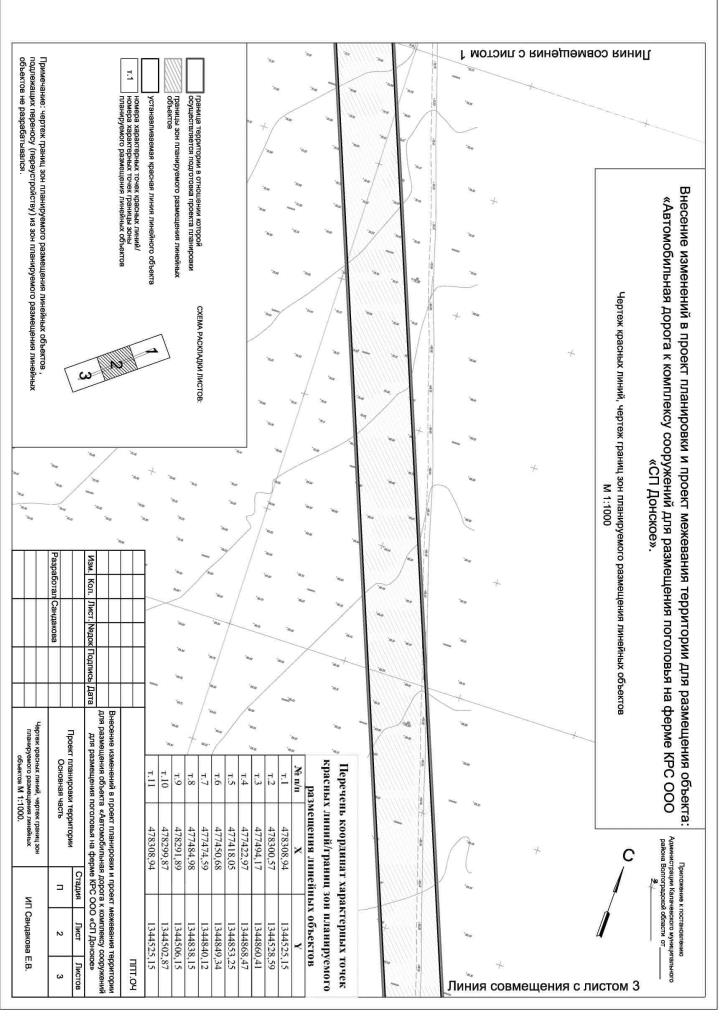 Приложение к постановлению
Администрации Калачевского муниципального
района Волгоградской области от
№
Внесение изменений в проект планировки и проект межевания территории для размещения объекта:
«Автомобильная дорога к комплексу сооружений для размещения поголовья на ферме КРС ООО
«СП Донское».
Чертеж красных линий, чертеж границ зон планируемого размещения линейных объектов
М 1:1000
С
Линия совмещения с листом 1
Линия совмещения с листом 3
граница территории в отношении которой
осуществляется подготовка проекта планировки
границы зон планируемого размещения линейных
объектов
устанавливаемая красная линия линейного объекта
т.1
номера характерных точек красных линий/
номера характерных точек границы зоны
планируемого размещения линейных объектов
СХЕМА РАСКЛАДКИ ЛИСТОВ:
1
2
3
Примечание: чертеж границ зон планируемого размещения линейных объектов ,
подлежащих переносу (переустройству) из зон планируемого размещения линейных
объектов не разрабатывался .
Перечень координат характерных точек
красных линий/границ зон планируемого
размещения линейных объектов
№ п/п X Y
т.1 478308,94 1344525,15
т.2 478300,57 1344528,59
т.3 477494,17 1344860,41
т.4 477422,97 1344868,47
т.5 477418,05 1344853,25
т.6 477450,68 1344849,34
т.7 477474,59 1344840,12
т.8 477484,98 1344838,15
т.9 478291,89 1344506,15
т.10 478299,87 1344502,87
т.11 478308,94 1344525,15
ППТ.ОЧ
Внесение изменений в проект планировки и проект межевания территории
для размещения объекта «Автомобильная дорога к комплексу сооружений
для размещения поголовья на ферме КРС ООО «СП Донское»
Изм. Кол. Лист. №док Подпись Дата
Разработал Сандакова
Проект планировки территории
Основная часть
Стадия Лист Листов
П 2 3
Чертеж красных линий, чертеж границ зон
планируемого размещения линейных
объектов М 1:1000.
ИП Сандакова Е.В.